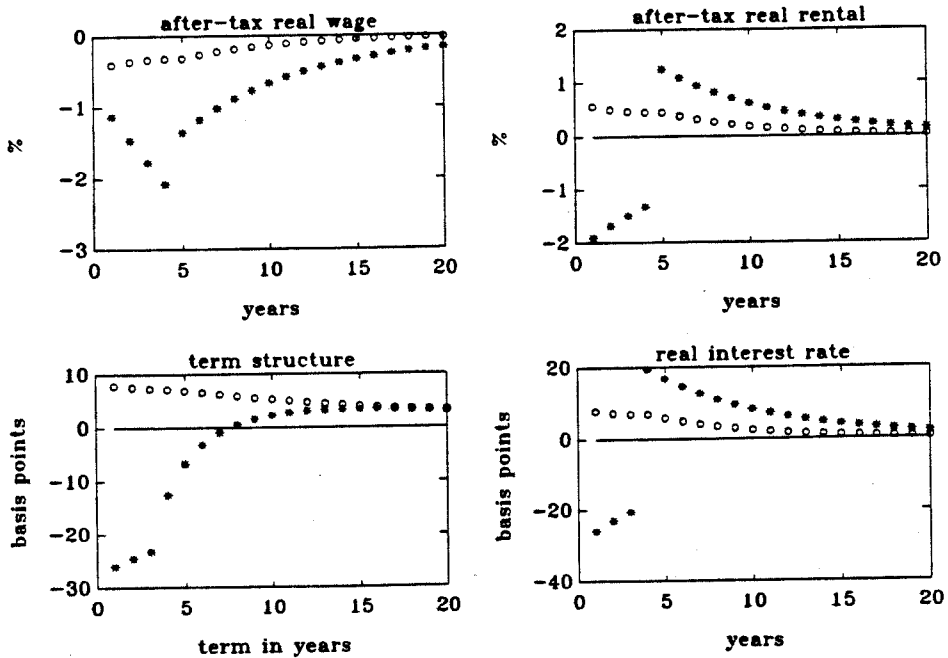 after-tax real wage
0
-1
-2
-3
%
0 5 10 15 20
years
after-tax real rental
2
1
0
-1
-2
%
0 5 10 15 20
years
term structure
10
0
-10
-20
-30
basis points
0 5 10 15 20
term in years
real interest rate
20
0
-20
-40
basis points
0 5 10 15 20
years